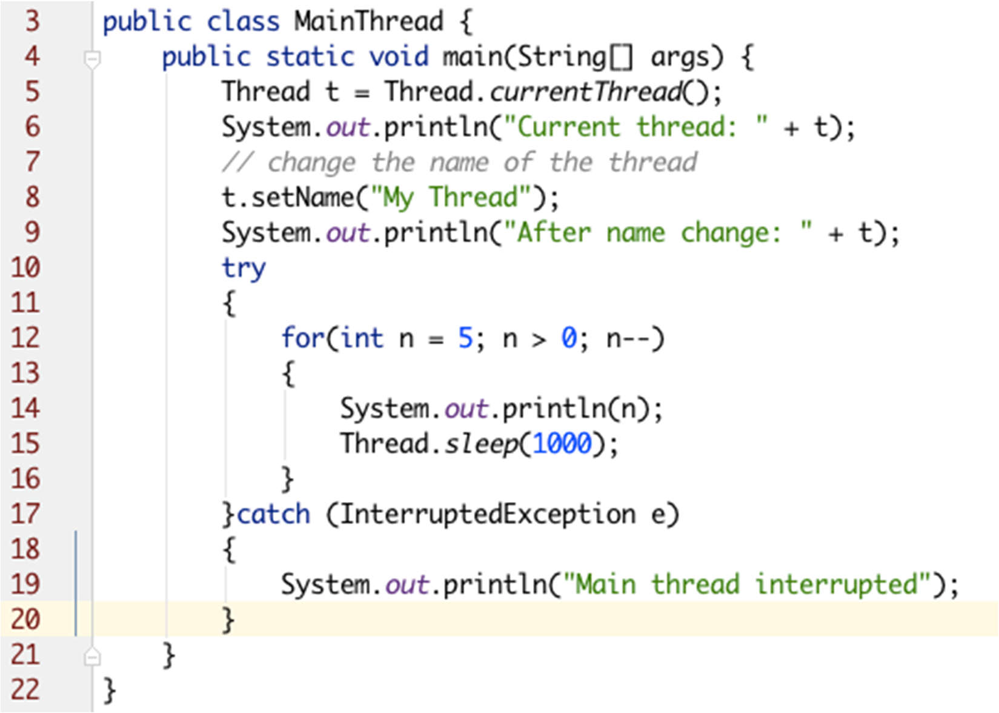 3 public class MainThread {
4     public static void main(String[] args) {
5         Thread t = Thread.currentThread();
6         System.out.println("Current thread: " + t);
7         // change the name of the thread
8         t.setName("My Thread");
9         System.out.println("After name change: " + t);
10         try
11         {
12             for(int n = 5; n > 0; n--)
13             {
14                 System.out.println(n);
15                 Thread.sleep(1000);
16             }
17         }catch (InterruptedException e)
18         {
19             System.out.println("Main thread interrupted");
20         }
21     }
22 }